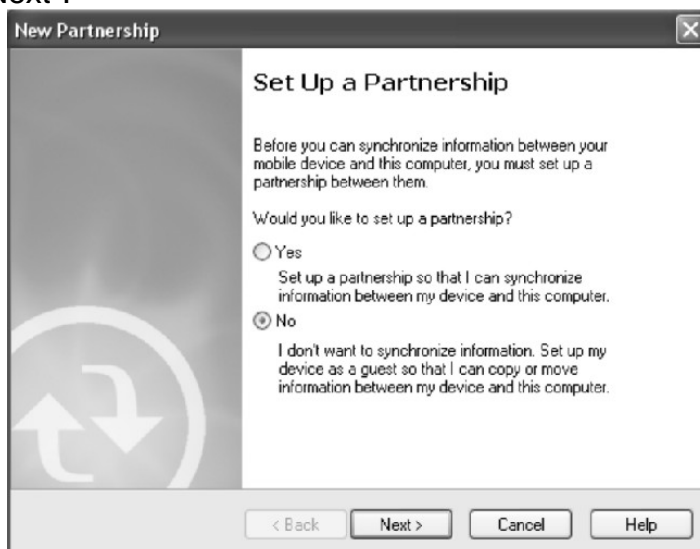 New Partnership
Set Up a Partnership
Before you can synchronize information between your
mobile device and this computer, you must set up a
partnership between them.
Would you like to set up a partnership?
Yes
Set up a partnership so that I can synchronize
information between my device and this computer.
No
I don't want to synchronize information. Set up my
device as a guest so that I can copy or move
information between my device and this computer.
< Back Next > Cancel Help